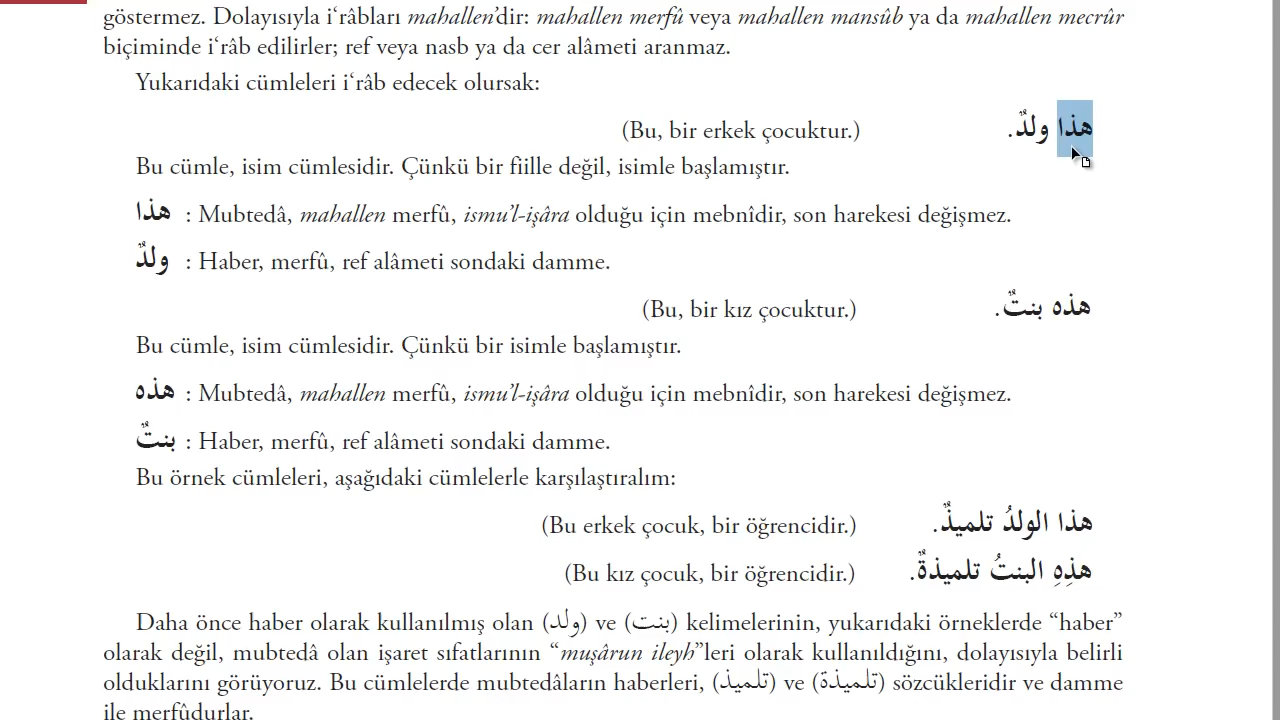 göstermez. Dolayısıyla i‘râbları mahallen’dir: mahallen merfû veya mahallen mansûb ya da mahallen mecrûr
biçiminde i‘râb edilirler; ref veya nasb ya da cer alâmeti aranmaz.
Yukarıdaki cümleleri i‘râb edecek olursak:
(Bu, bir erkek çocuktur.) هذا ولدٌ.
Bu cümle, isim cümlesidir. Çünkü bir fiille değil, isimle başlamıştır.
هذا : Mubtedâ, mahallen merfû, ismu’l-işâra olduğu için mebnîdir, son harekesi değişmez.
ولدٌ : Haber, merfû, ref alâmeti sondaki damme.
(Bu, bir kız çocuktur.) هذه بنتٌ.
Bu cümle, isim cümlesidir. Çünkü bir isimle başlamıştır.
هذه : Mubtedâ, mahallen merfû, ismu’l-işâra olduğu için mebnîdir, son harekesi değişmez.
بنتٌ : Haber, merfû, ref alâmeti sondaki damme.
Bu örnek cümleleri, aşağıdaki cümlelerle karşılaştıralım:
(Bu erkek çocuk, bir öğrencidir.) هذا الولدُ تلميذٌ.
(Bu kız çocuk, bir öğrencidir.) هذِهِ البنتُ تلميذةٌ.
Daha önce haber olarak kullanılmış olan (ولد) ve (بنت) kelimelerinin, yukarıdaki örneklerde “haber”
olarak değil, mubtedâ olan işaret sıfatlarının “muşârun ileyh”leri olarak kullanıldığını, dolayısıyla belirli
olduklarını görüyoruz. Bu cümlelerde mubtedâların haberleri, (تلميذ) ve (تلميذة) sözcükleridir ve damme
ile merfûdurlar.